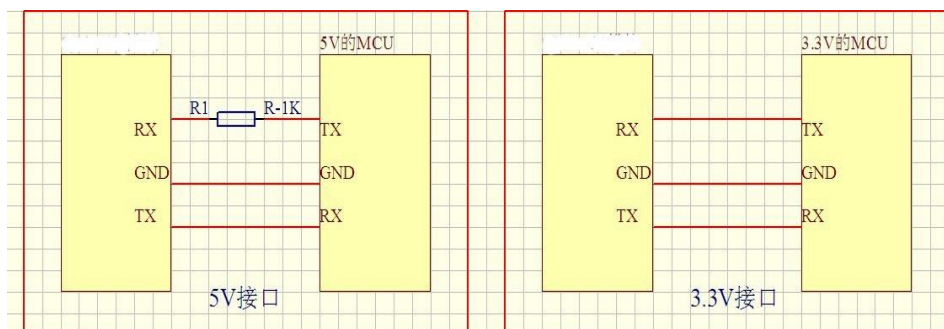 5V的MCU
R1 R-1K
RX TX
GND GND
TX RX
5V接口
3.3V的MCU
RX TX
GND GND
TX RX
3.3V接口